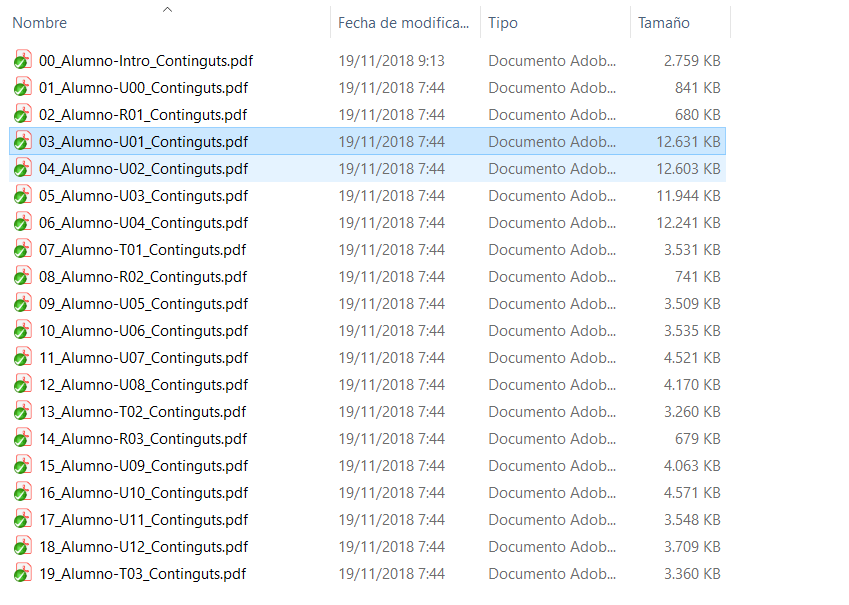 Nombre Fecha de modifica... Tipo Tamaño
00_Alumno-Intro_Continguts.pdf 19/11/2018 9:13 Documento Adob... 2.759 KB
01_Alumno-U00_Continguts.pdf 19/11/2018 7:44 Documento Adob... 841 KB
02_Alumno-R01_Continguts.pdf 19/11/2018 7:44 Documento Adob... 680 KB
03_Alumno-U01_Continguts.pdf 19/11/2018 7:44 Documento Adob... 12.631 KB
04_Alumno-U02_Continguts.pdf 19/11/2018 7:44 Documento Adob... 12.603 KB
05_Alumno-U03_Continguts.pdf 19/11/2018 7:44 Documento Adob... 11.944 KB
06_Alumno-U04_Continguts.pdf 19/11/2018 7:44 Documento Adob... 12.241 KB
07_Alumno-T01_Continguts.pdf 19/11/2018 7:44 Documento Adob... 3.531 KB
08_Alumno-R02_Continguts.pdf 19/11/2018 7:44 Documento Adob... 741 KB
09_Alumno-U05_Continguts.pdf 19/11/2018 7:44 Documento Adob... 3.509 KB
10_Alumno-U06_Continguts.pdf 19/11/2018 7:44 Documento Adob... 3.535 KB
11_Alumno-U07_Continguts.pdf 19/11/2018 7:44 Documento Adob... 4.521 KB
12_Alumno-U08_Continguts.pdf 19/11/2018 7:44 Documento Adob... 4.170 KB
13_Alumno-T02_Continguts.pdf 19/11/2018 7:44 Documento Adob... 3.260 KB
14_Alumno-R03_Continguts.pdf 19/11/2018 7:44 Documento Adob... 679 KB
15_Alumno-U09_Continguts.pdf 19/11/2018 7:44 Documento Adob... 4.063 KB
16_Alumno-U10_Continguts.pdf 19/11/2018 7:44 Documento Adob... 4.571 KB
17_Alumno-U11_Continguts.pdf 19/11/2018 7:44 Documento Adob... 3.548 KB
18_Alumno-U12_Continguts.pdf 19/11/2018 7:44 Documento Adob... 3.709 KB
19_Alumno-T03_Continguts.pdf 19/11/2018 7:44 Documento Adob... 3.360 KB